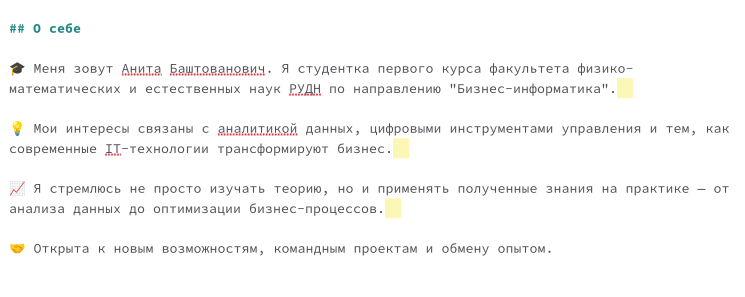 ## О себе
🎓 Меня зовут Анита Баштованович. Я студентка первого курса факультета физико-
математических и естественных наук РУДН по направлению "Бизнес-информатика".
💡 Мои интересы связаны с аналитикой данных, цифровыми инструментами управления и тем, как
современные IT-технологии трансформируют бизнес.
📈 Я стремлюсь не просто изучать теорию, но и применять полученные знания на практике — от
анализа данных до оптимизации бизнес-процессов.
🤝 Открыта к новым возможностям, командным проектам и обмену опытом.